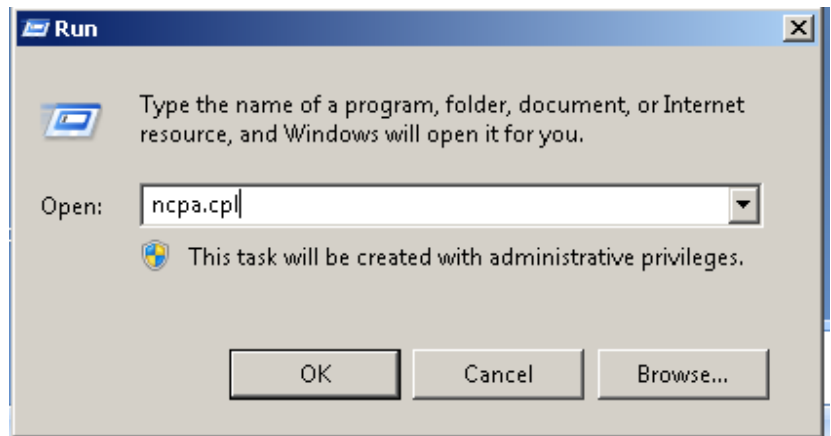 Run
Type the name of a program, folder, document, or Internet
resource, and Windows will open it for you.
Open: ncpa.cpl
This task will be created with administrative privileges.
OK Cancel Browse...